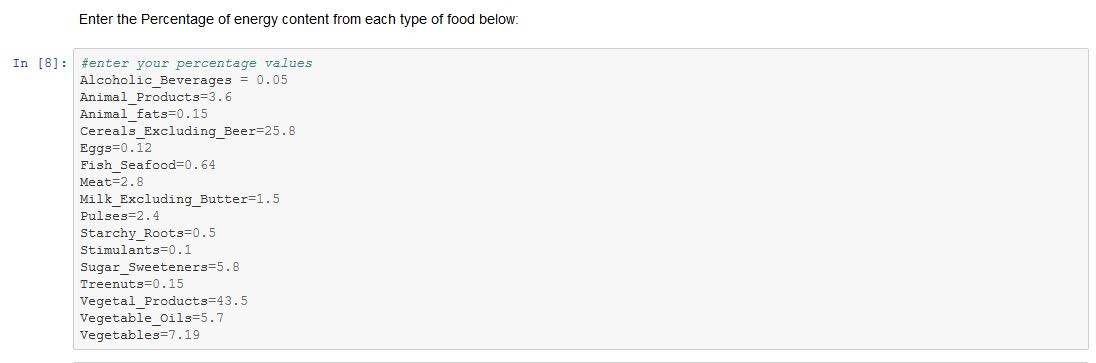 Enter the Percentage of energy content from each type of food below:
In [8]: #enter your percentage values
Alcoholic_Beverages = 0.05
Animal_Products=3.6
Animal_fats=0.15
Cereals_Excluding_Beer=25.8
Eggs=0.12
Fish_Seafood=0.64
Meat=2.8
Milk_Excluding_Butter=1.5
Pulses=2.4
Starchy_Roots=0.5
Stimulants=0.1
Sugar_Sweeteners=5.8
Treenuts=0.15
Vegetal_Products=43.5
Vegetable_Oils=5.7
Vegetables=7.19